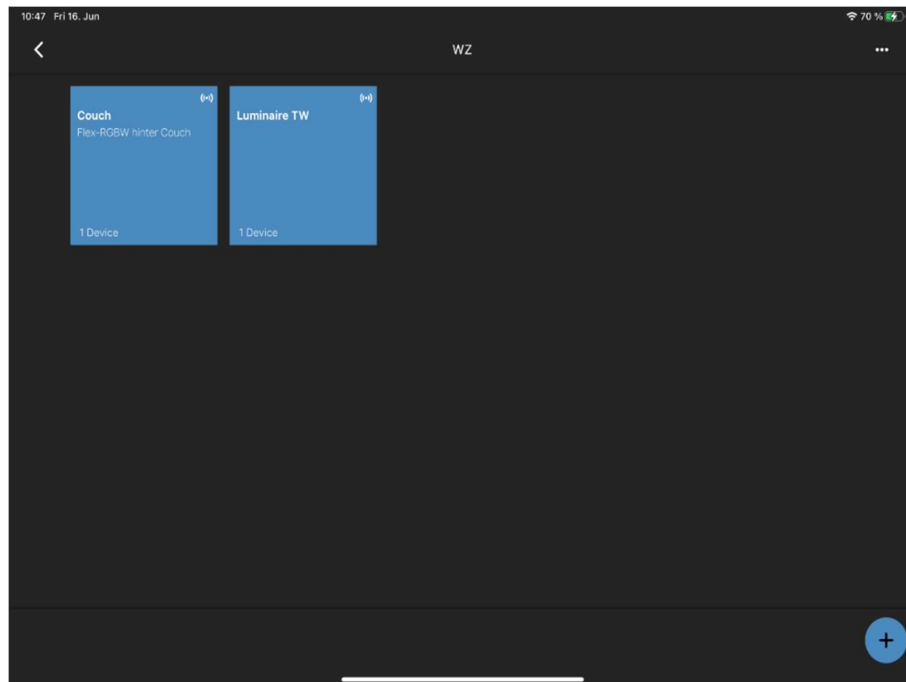 10:47 Fri 16. Jun
70 %
WZ
Couch
Flex-RGBW hinter Couch
1 Device
Luminaire TW
1 Device